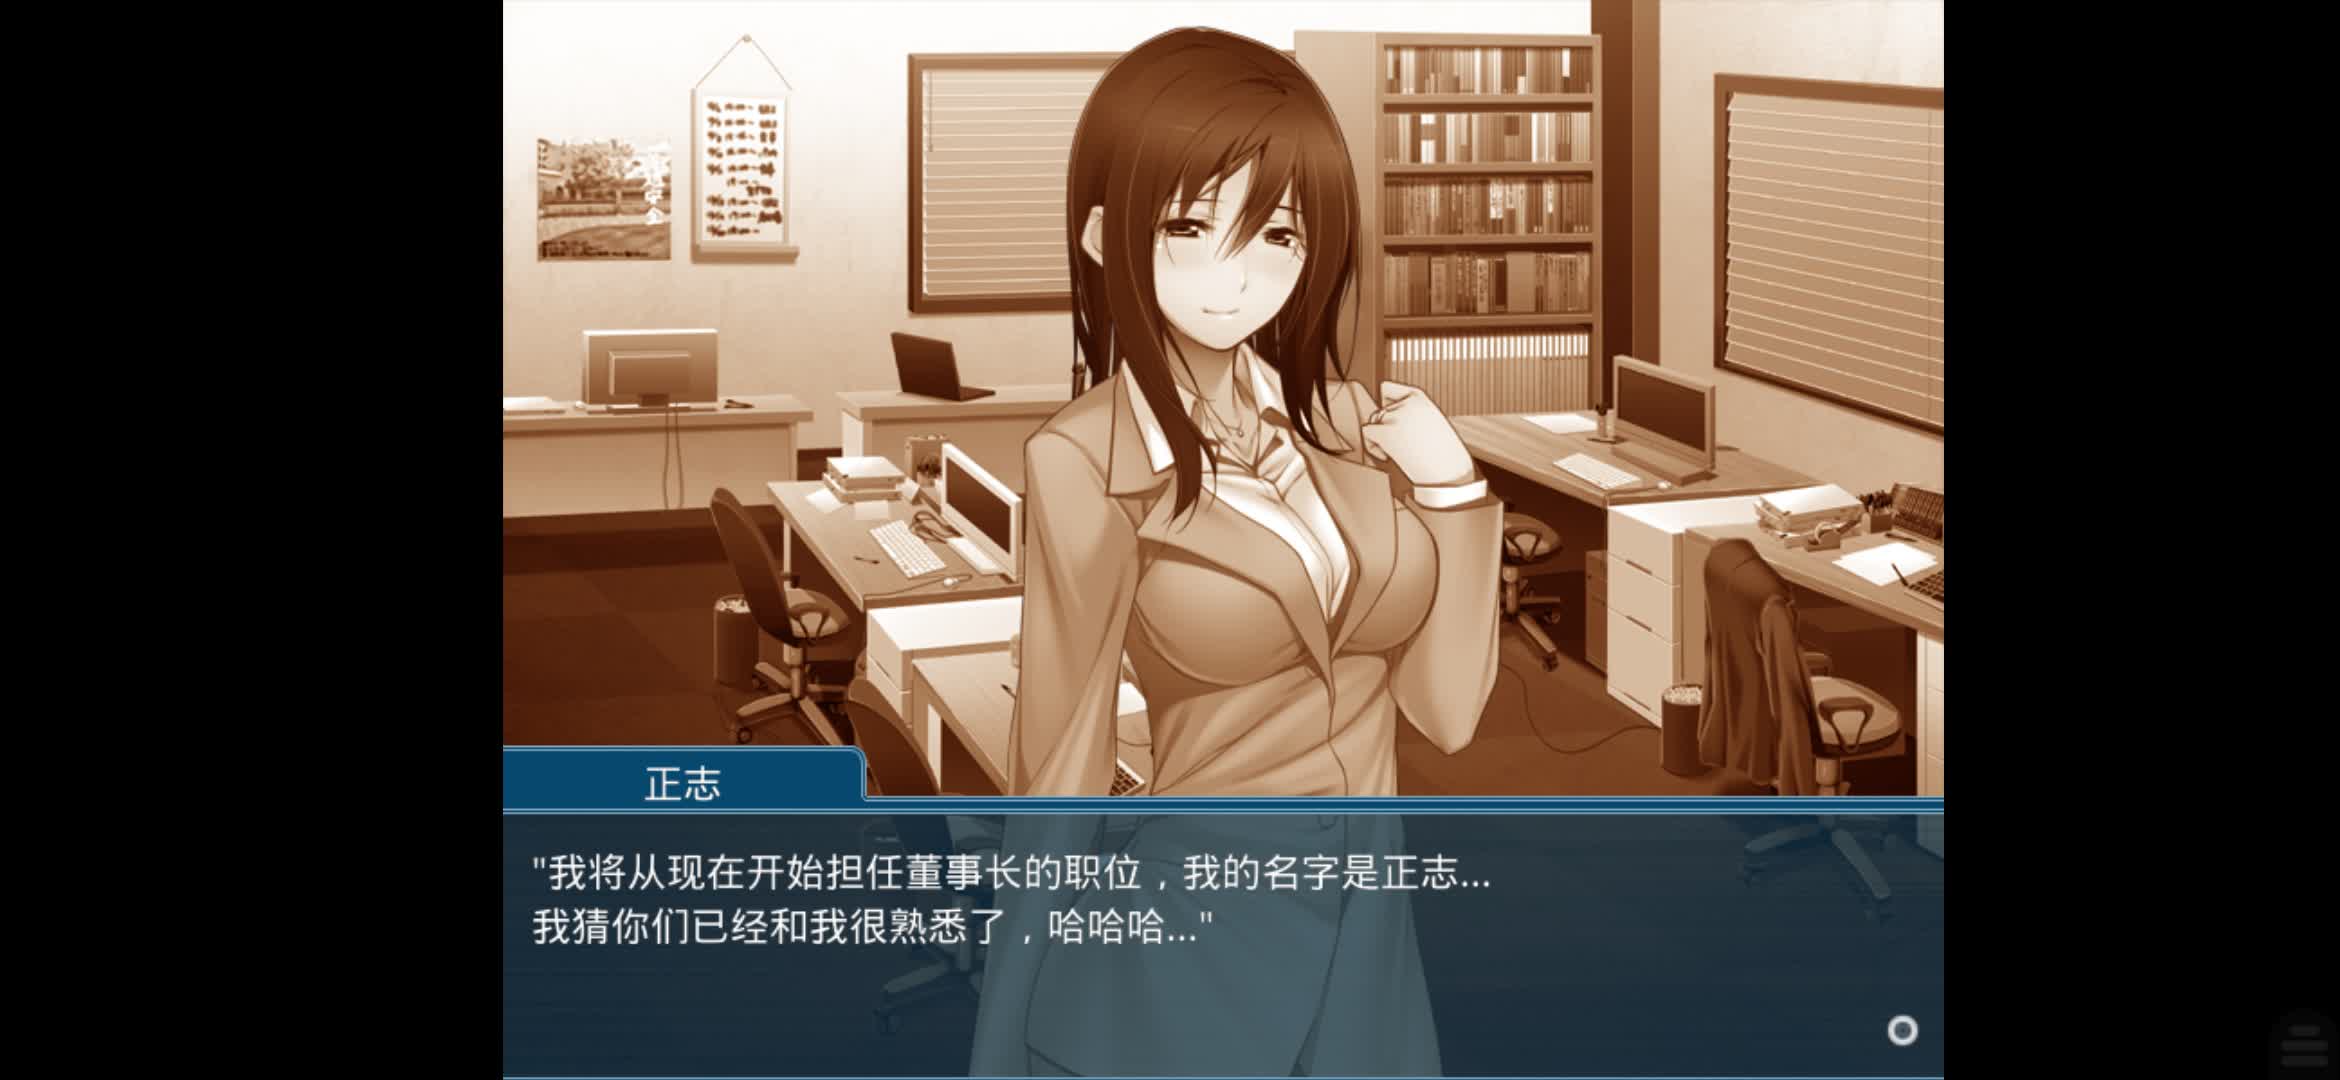 正志
"我将从现在开始担任董事长的职位，我的名字是正志...
我猜你们已经和我很熟悉了，哈哈哈..."